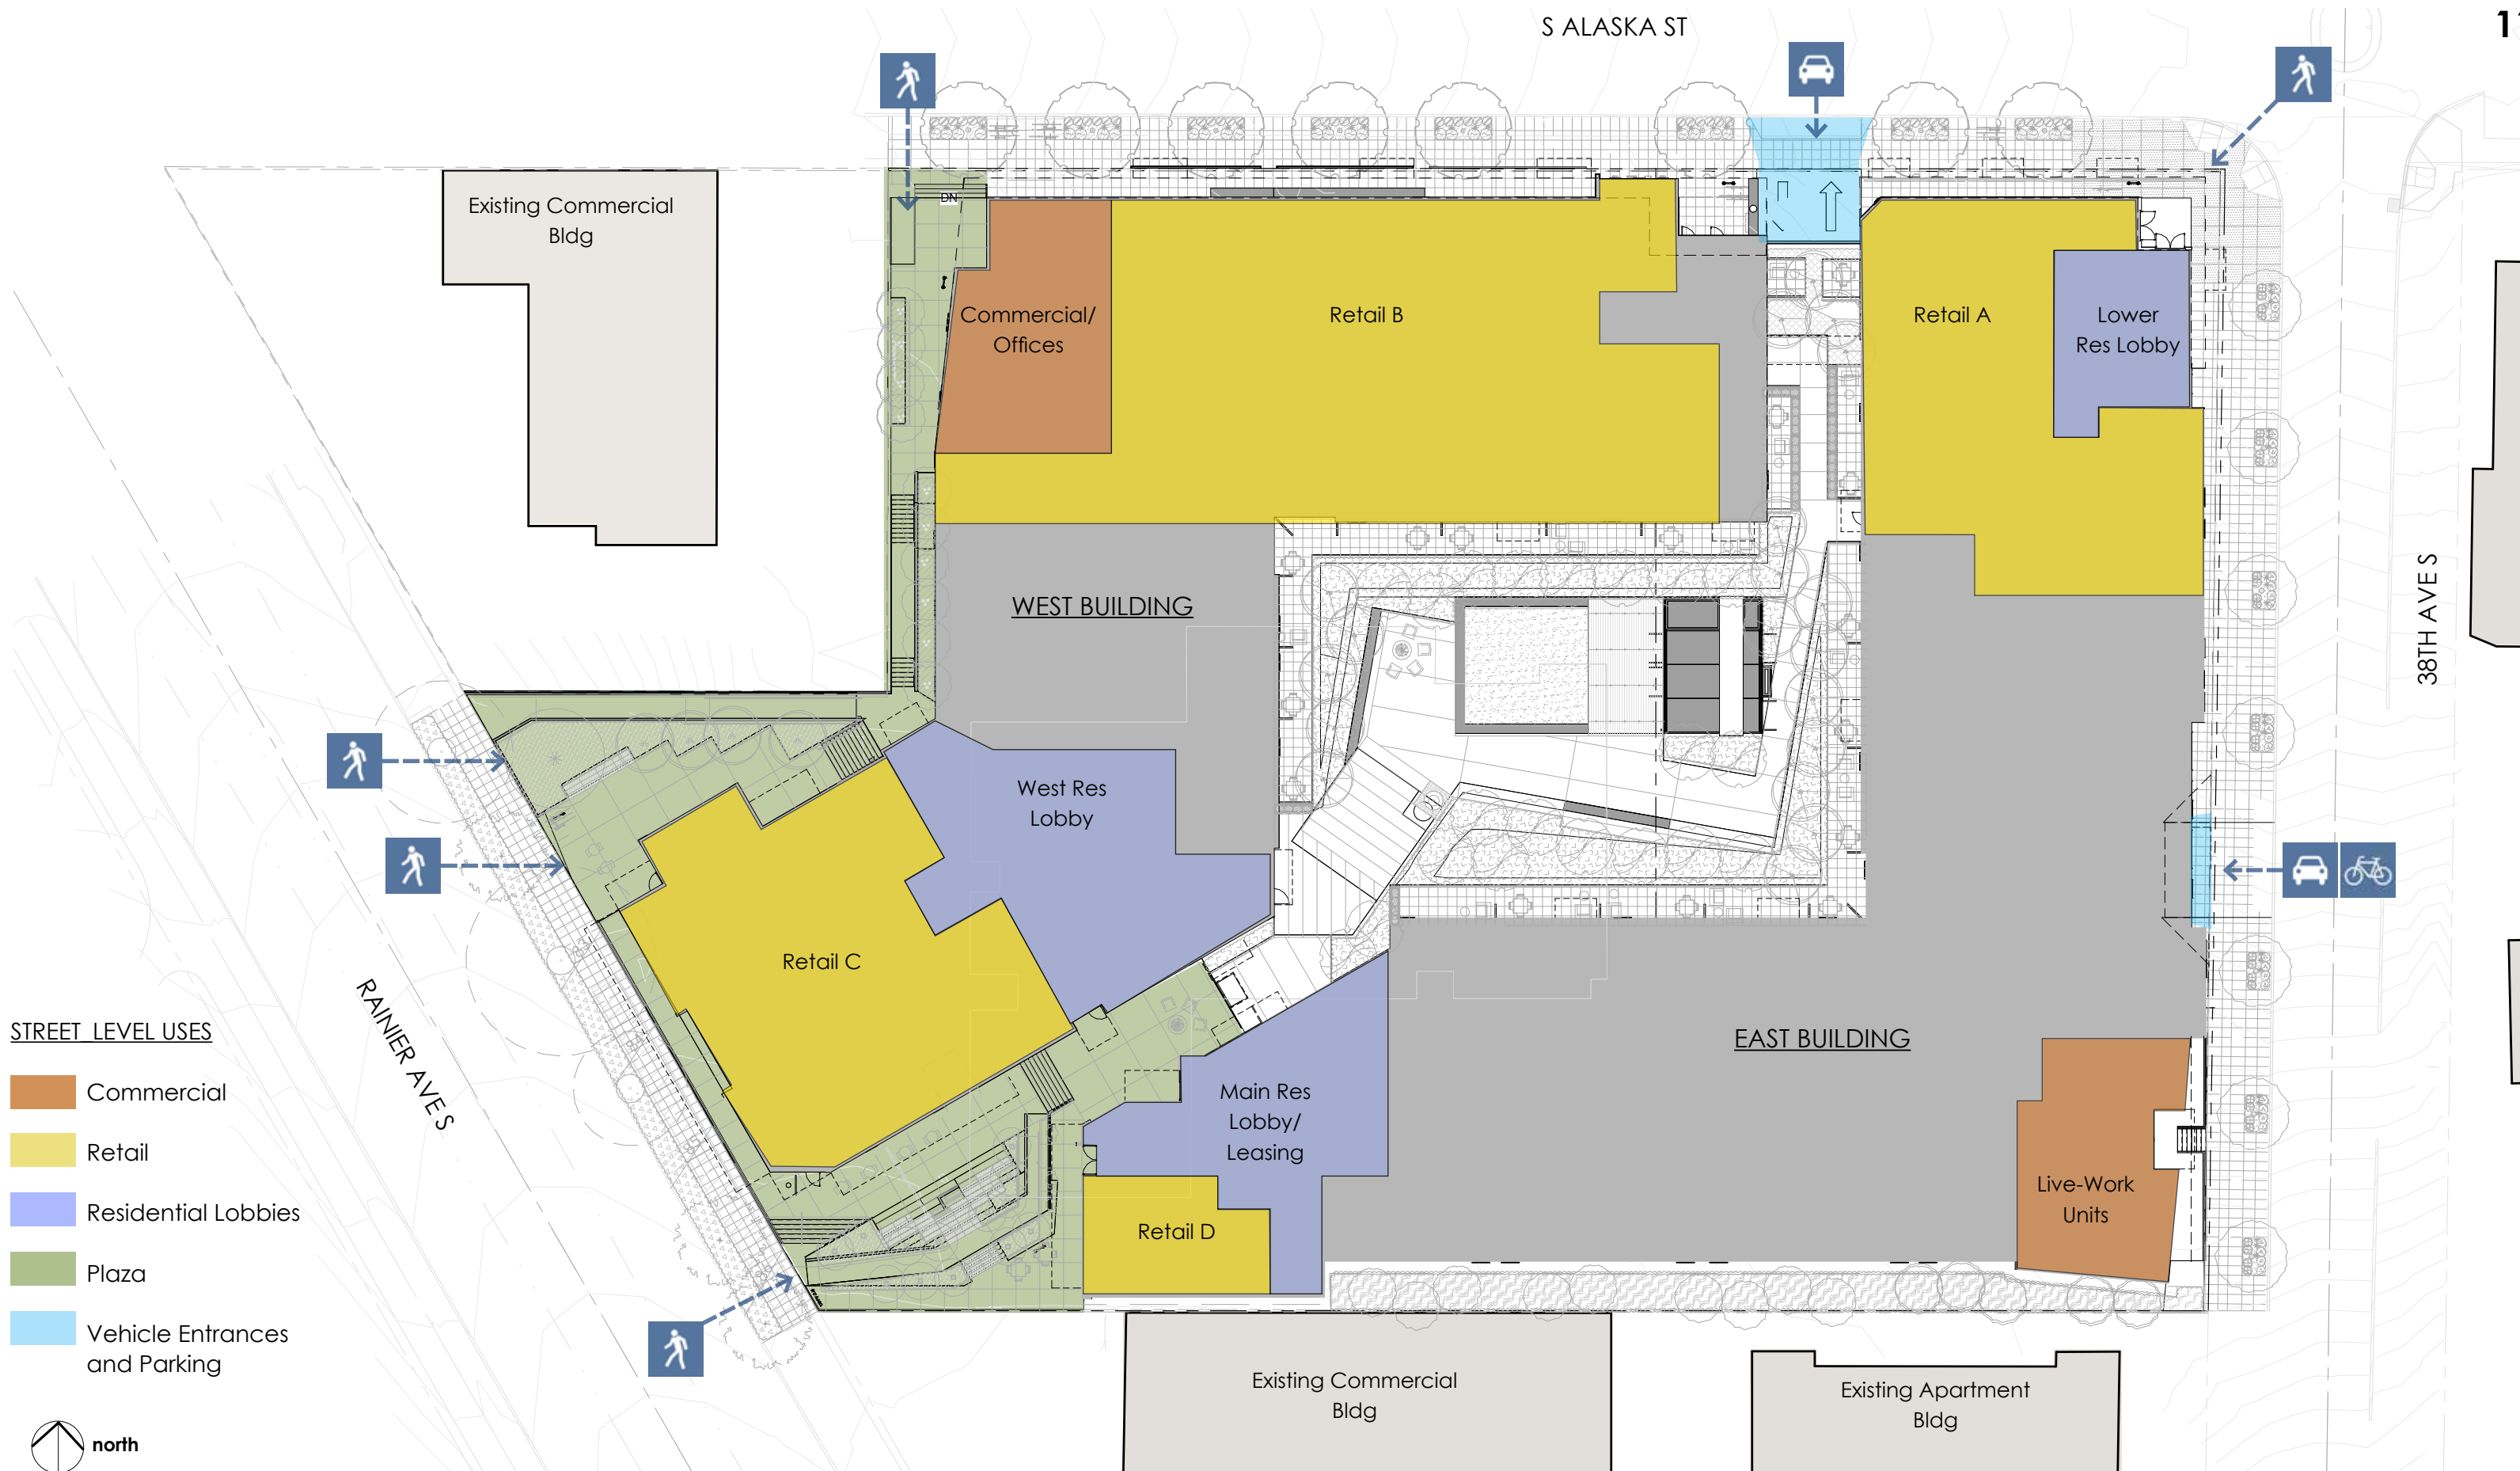 S ALASKA ST
1
DN
Existing Commercial
Bldg
Commercial/
Offices
Retail B
Retail A
Lower
Res Lobby
WEST BUILDING
38TH AVE S
West Res
Lobby
Retail C
RAINIER AVE S
EAST BUILDING
Main Res
Lobby/
Leasing
Live-Work
Units
Retail D
STREET LEVEL USES
Commercial
Retail
Residential Lobbies
Plaza
Vehicle Entrances
and Parking
Existing Commercial
Bldg
Existing Apartment
Bldg
north